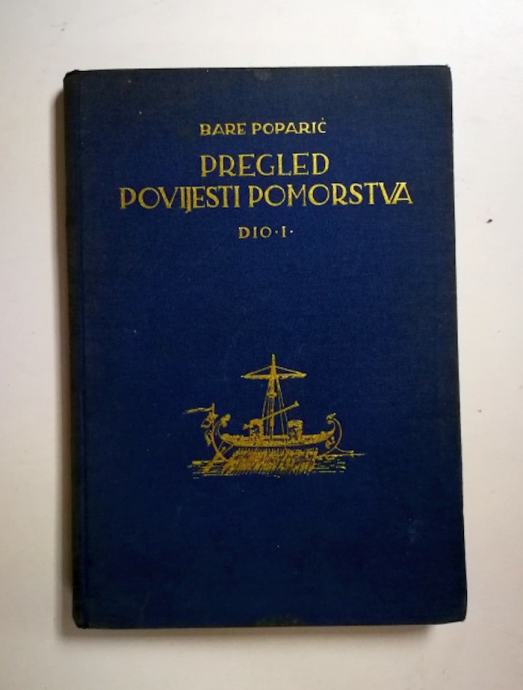 BARE POPARIĆ
PREGLED
POVIJESTI POMORSTVA
DIO·I·